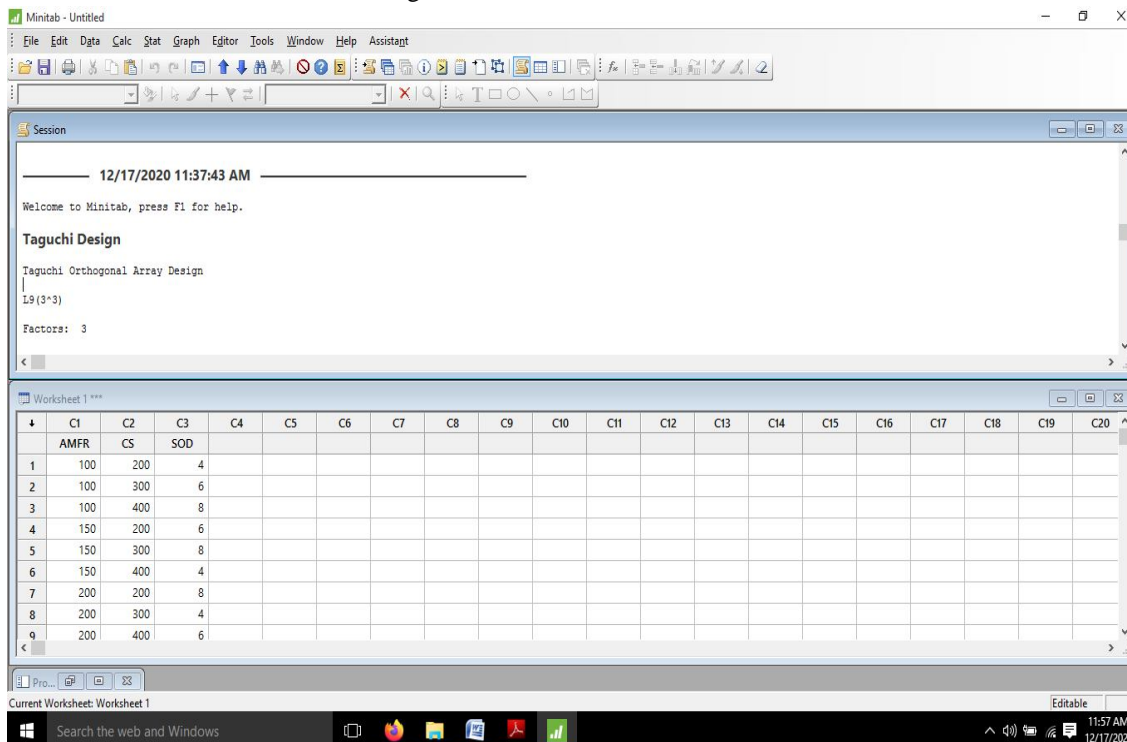 Minitab - Untitled
File Edit Data Calc Stat Graph Editor Tools Window Help Assistant
Session
12/17/2020 11:37:43 AM
Welcome to Minitab, press F1 for help.
Taguchi Design
Taguchi Orthogonal Array Design
L9(3^3)
Factors: 3
Worksheet 1 ***
C1 C2 C3 C4 C5 C6 C7 C8 C9 C10 C11 C12 C13 C14 C15 C16 C17 C18 C19 C20
AMFR CS SOD
1 100 200 4
2 100 300 6
3 100 400 8
4 150 200 6
5 150 300 8
6 150 400 4
7 200 200 8
8 200 300 4
9 200 400 6
Pro...
Current Worksheet: Worksheet 1 Editable
Search the web and Windows
11:57 AM
12/17/202